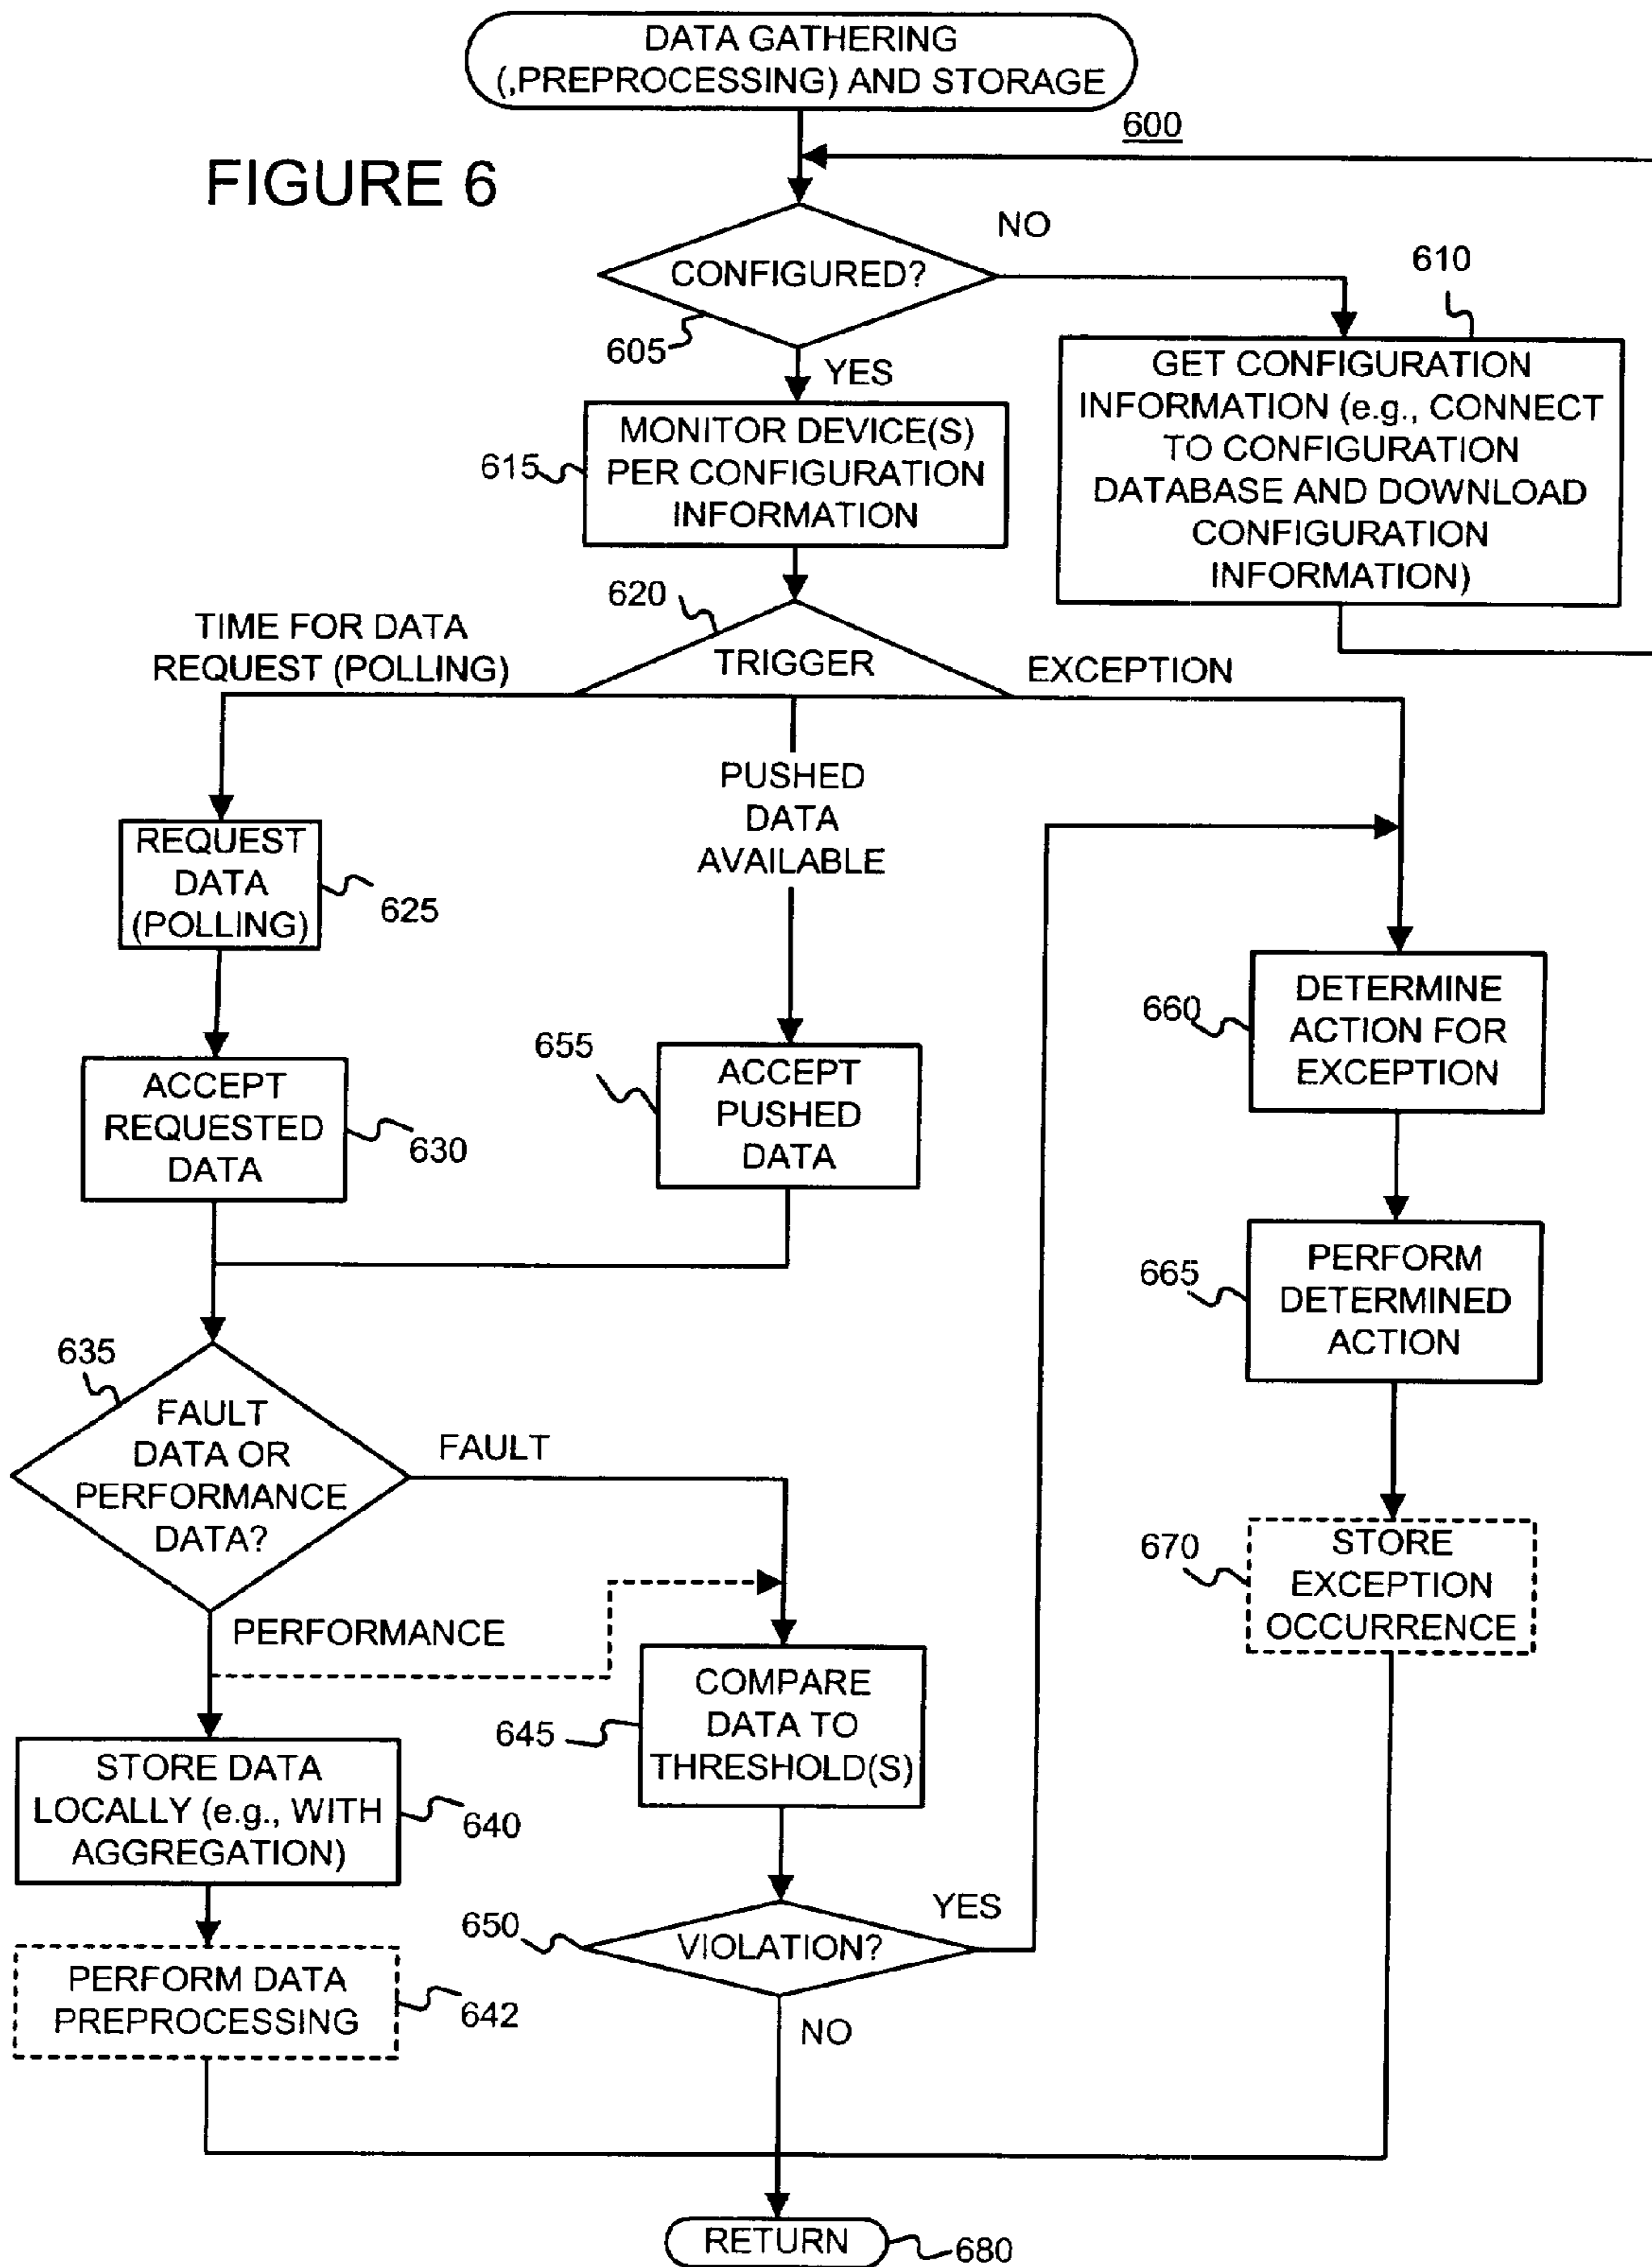 DATA GATHERING
(,PREPROCESSING) AND STORAGE
600
FIGURE 6
NO
CONFIGURED?
605
YES
610
GET CONFIGURATION
INFORMATION (e.g., CONNECT
TO CONFIGURATION
DATABASE AND DOWNLOAD
CONFIGURATION
INFORMATION)
MONITOR DEVICE(S)
PER CONFIGURATION
INFORMATION
615
620
TRIGGER
TIME FOR DATA
REQUEST (POLLING)
EXCEPTION
PUSHED
DATA
AVAILABLE
REQUEST
DATA
(POLLING)
625
ACCEPT
REQUESTED
DATA
630
655
ACCEPT
PUSHED
DATA
660
DETERMINE
ACTION FOR
EXCEPTION
665
PERFORM
DETERMINED
ACTION
635
FAULT
DATA OR
PERFORMANCE
DATA?
FAULT
PERFORMANCE
670
STORE
EXCEPTION
OCCURRENCE
645
COMPARE
DATA TO
THRESHOLD(S)
STORE DATA
LOCALLY (e.g., WITH
AGGREGATION)
640
650
VIOLATION?
YES
NO
PERFORM DATA
PREPROCESSING
642
RETURN
680